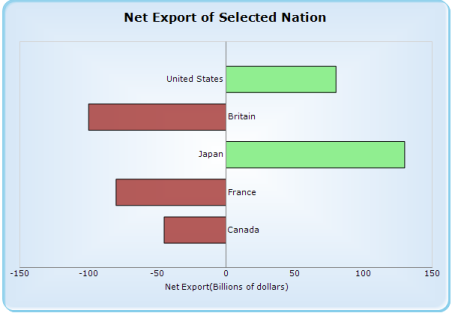 Net Export of Selected Nation
United States
Britain
Japan
France
Canada
-150 -100 -50 0 50 100 150
Net Export(Billions of dollars)